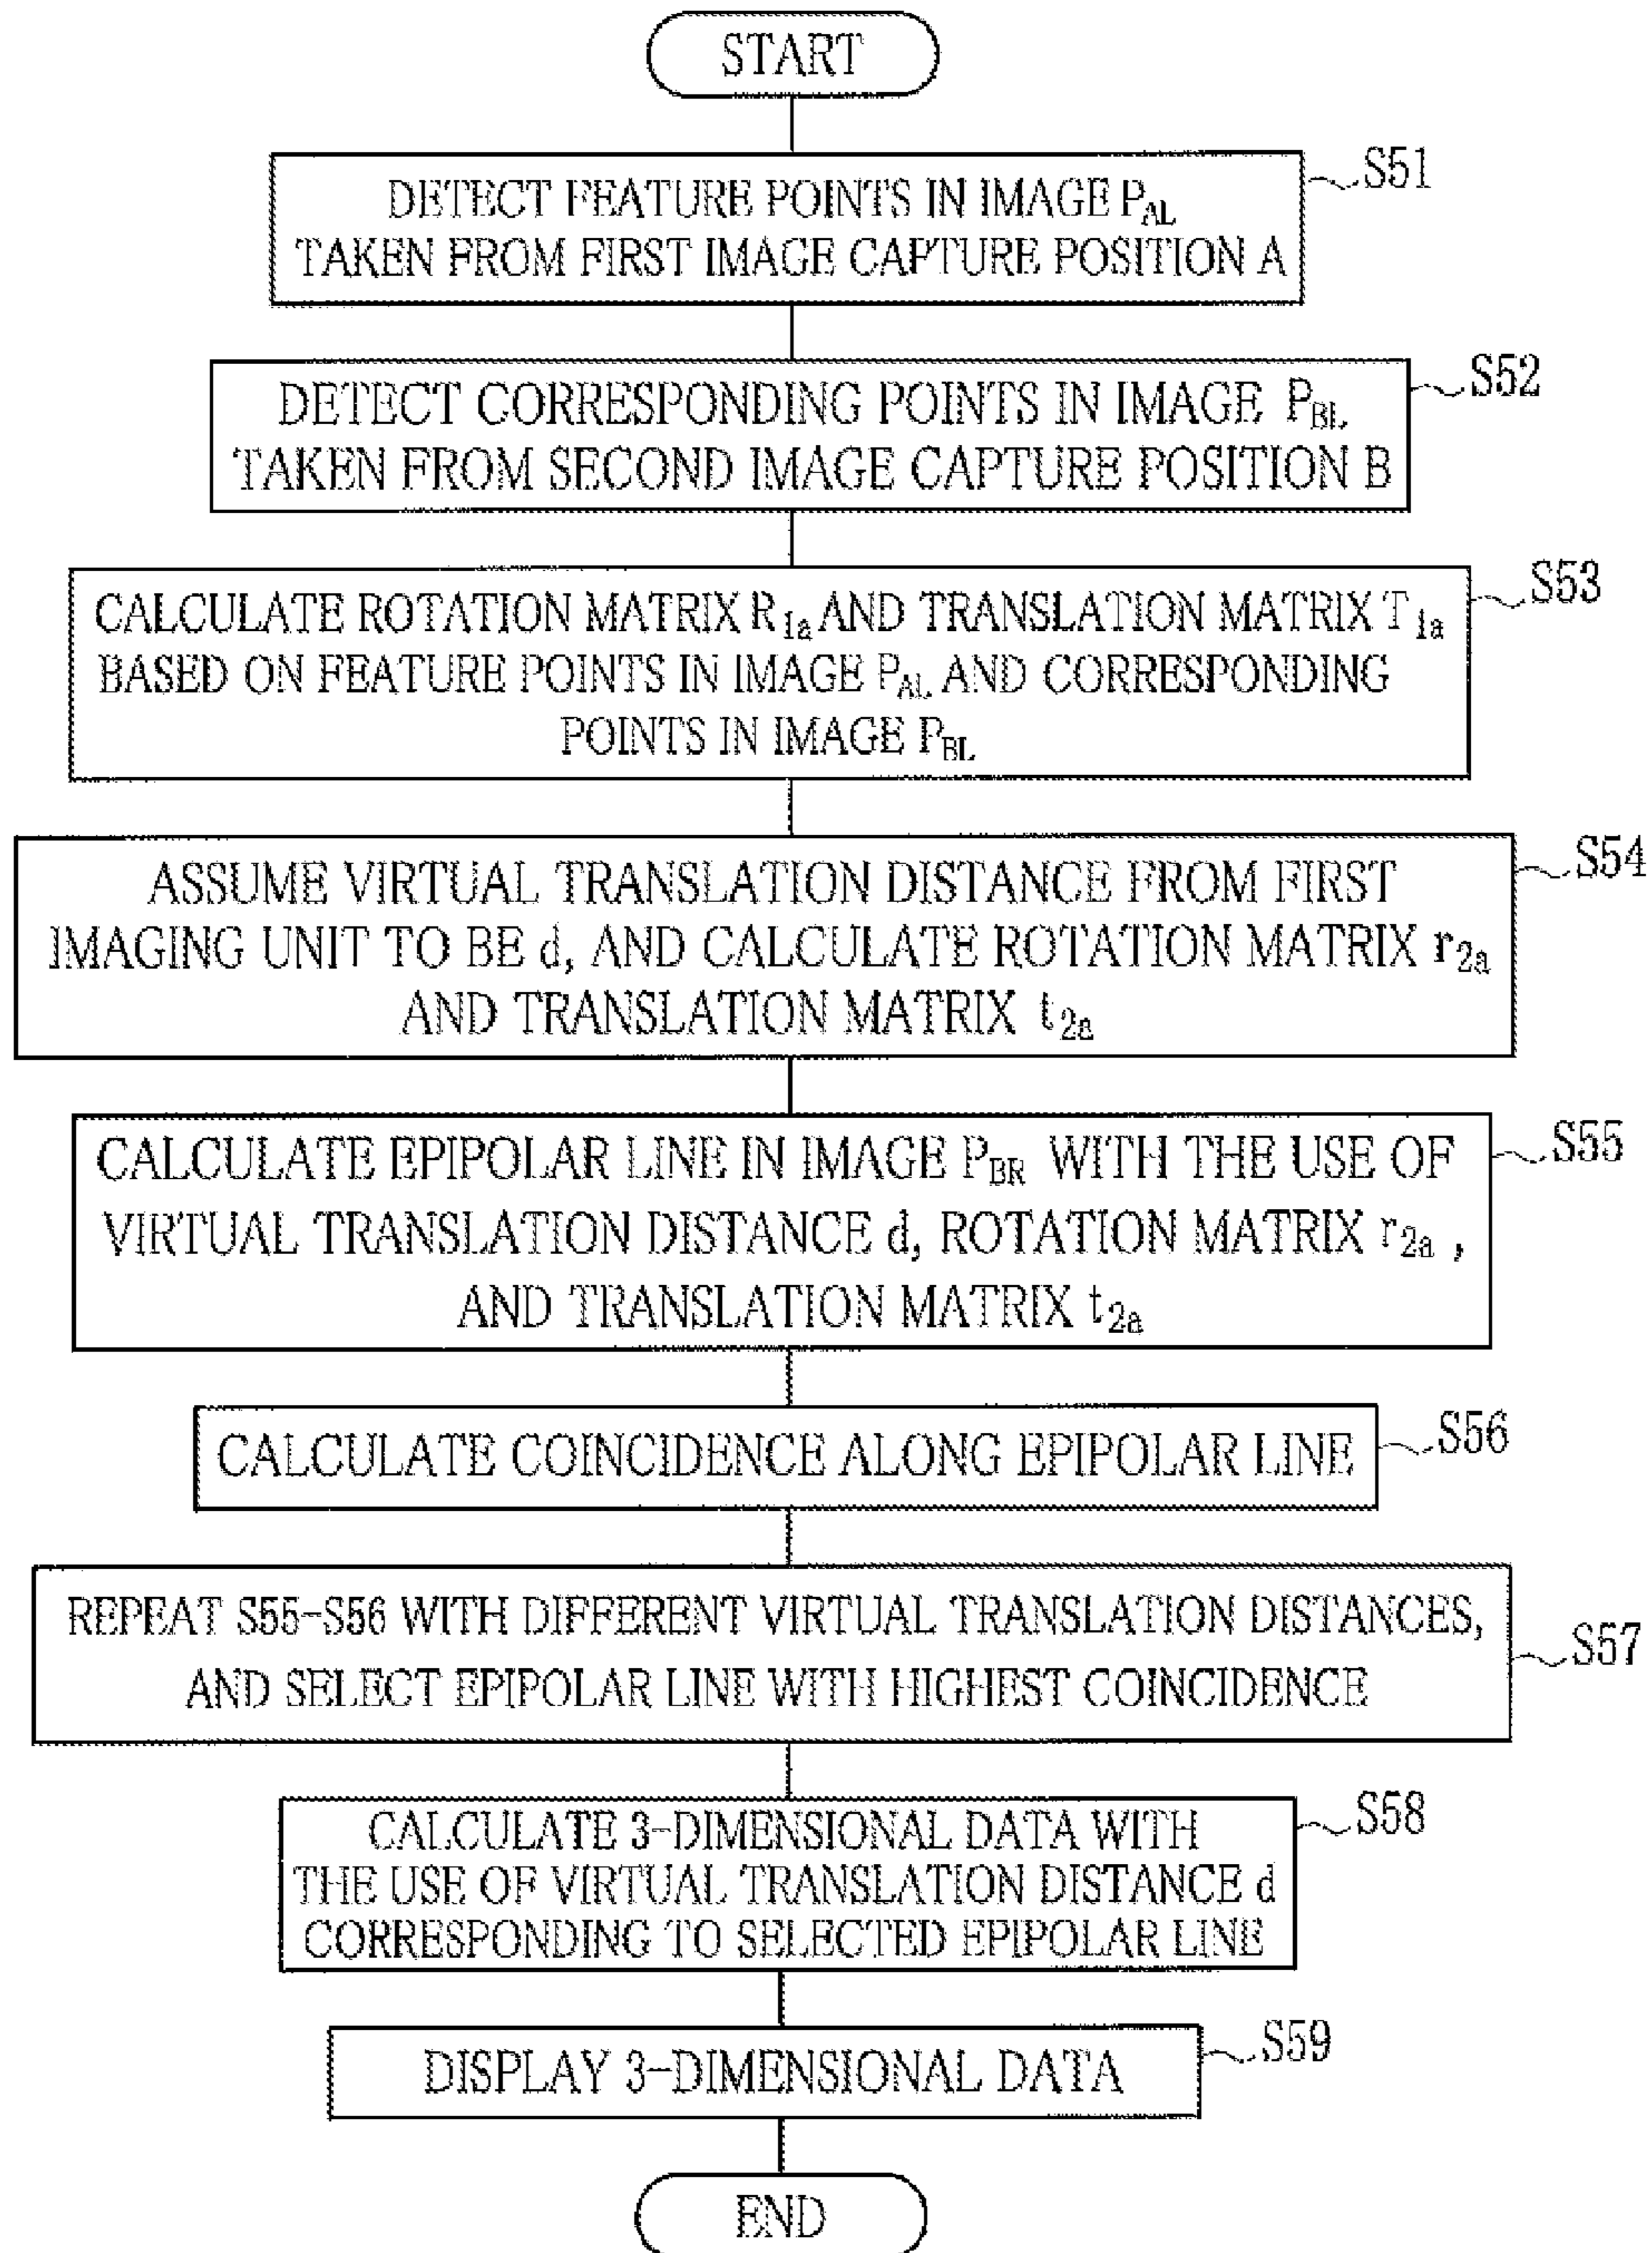 START
DETECT FEATURE POINTS IN IMAGE PAL
TAKEN FROM FIRST IMAGE CAPTURE POSITION A
S51
DETECT CORRESPONDING POINTS IN IMAGE PBL
TAKEN FROM SECOND IMAGE CAPTURE POSITION B
S52
CALCULATE ROTATION MATRIX R1a AND TRANSLATION MATRIX T1a
BASED ON FEATURE POINTS IN IMAGE PAL AND CORRESPONDING
POINTS IN IMAGE PBL
S53
ASSUME VIRTUAL TRANSLATION DISTANCE FROM FIRST
IMAGING UNIT TO BE d, AND CALCULATE ROTATION MATRIX r2a
AND TRANSLATION MATRIX t2a
S54
CALCULATE EPIPOLAR LINE IN IMAGE PBR WITH THE USE OF
VIRTUAL TRANSLATION DISTANCE d, ROTATION MATRIX r2a ,
AND TRANSLATION MATRIX t2a
S55
CALCULATE COINCIDENCE ALONG EPIPOLAR LINE
S56
REPEAT S55-S56 WITH DIFFERENT VIRTUAL TRANSLATION DISTANCES,
AND SELECT EPIPOLAR LINE WITH HIGHEST COINCIDENCE
S57
CALCULATE 3-DIMENSIONAL DATA WITH
THE USE OF VIRTUAL TRANSLATION DISTANCE d
CORRESPONDING TO SELECTED EPIPOLAR LINE
S58
DISPLAY 3-DIMENSIONAL DATA
S59
END